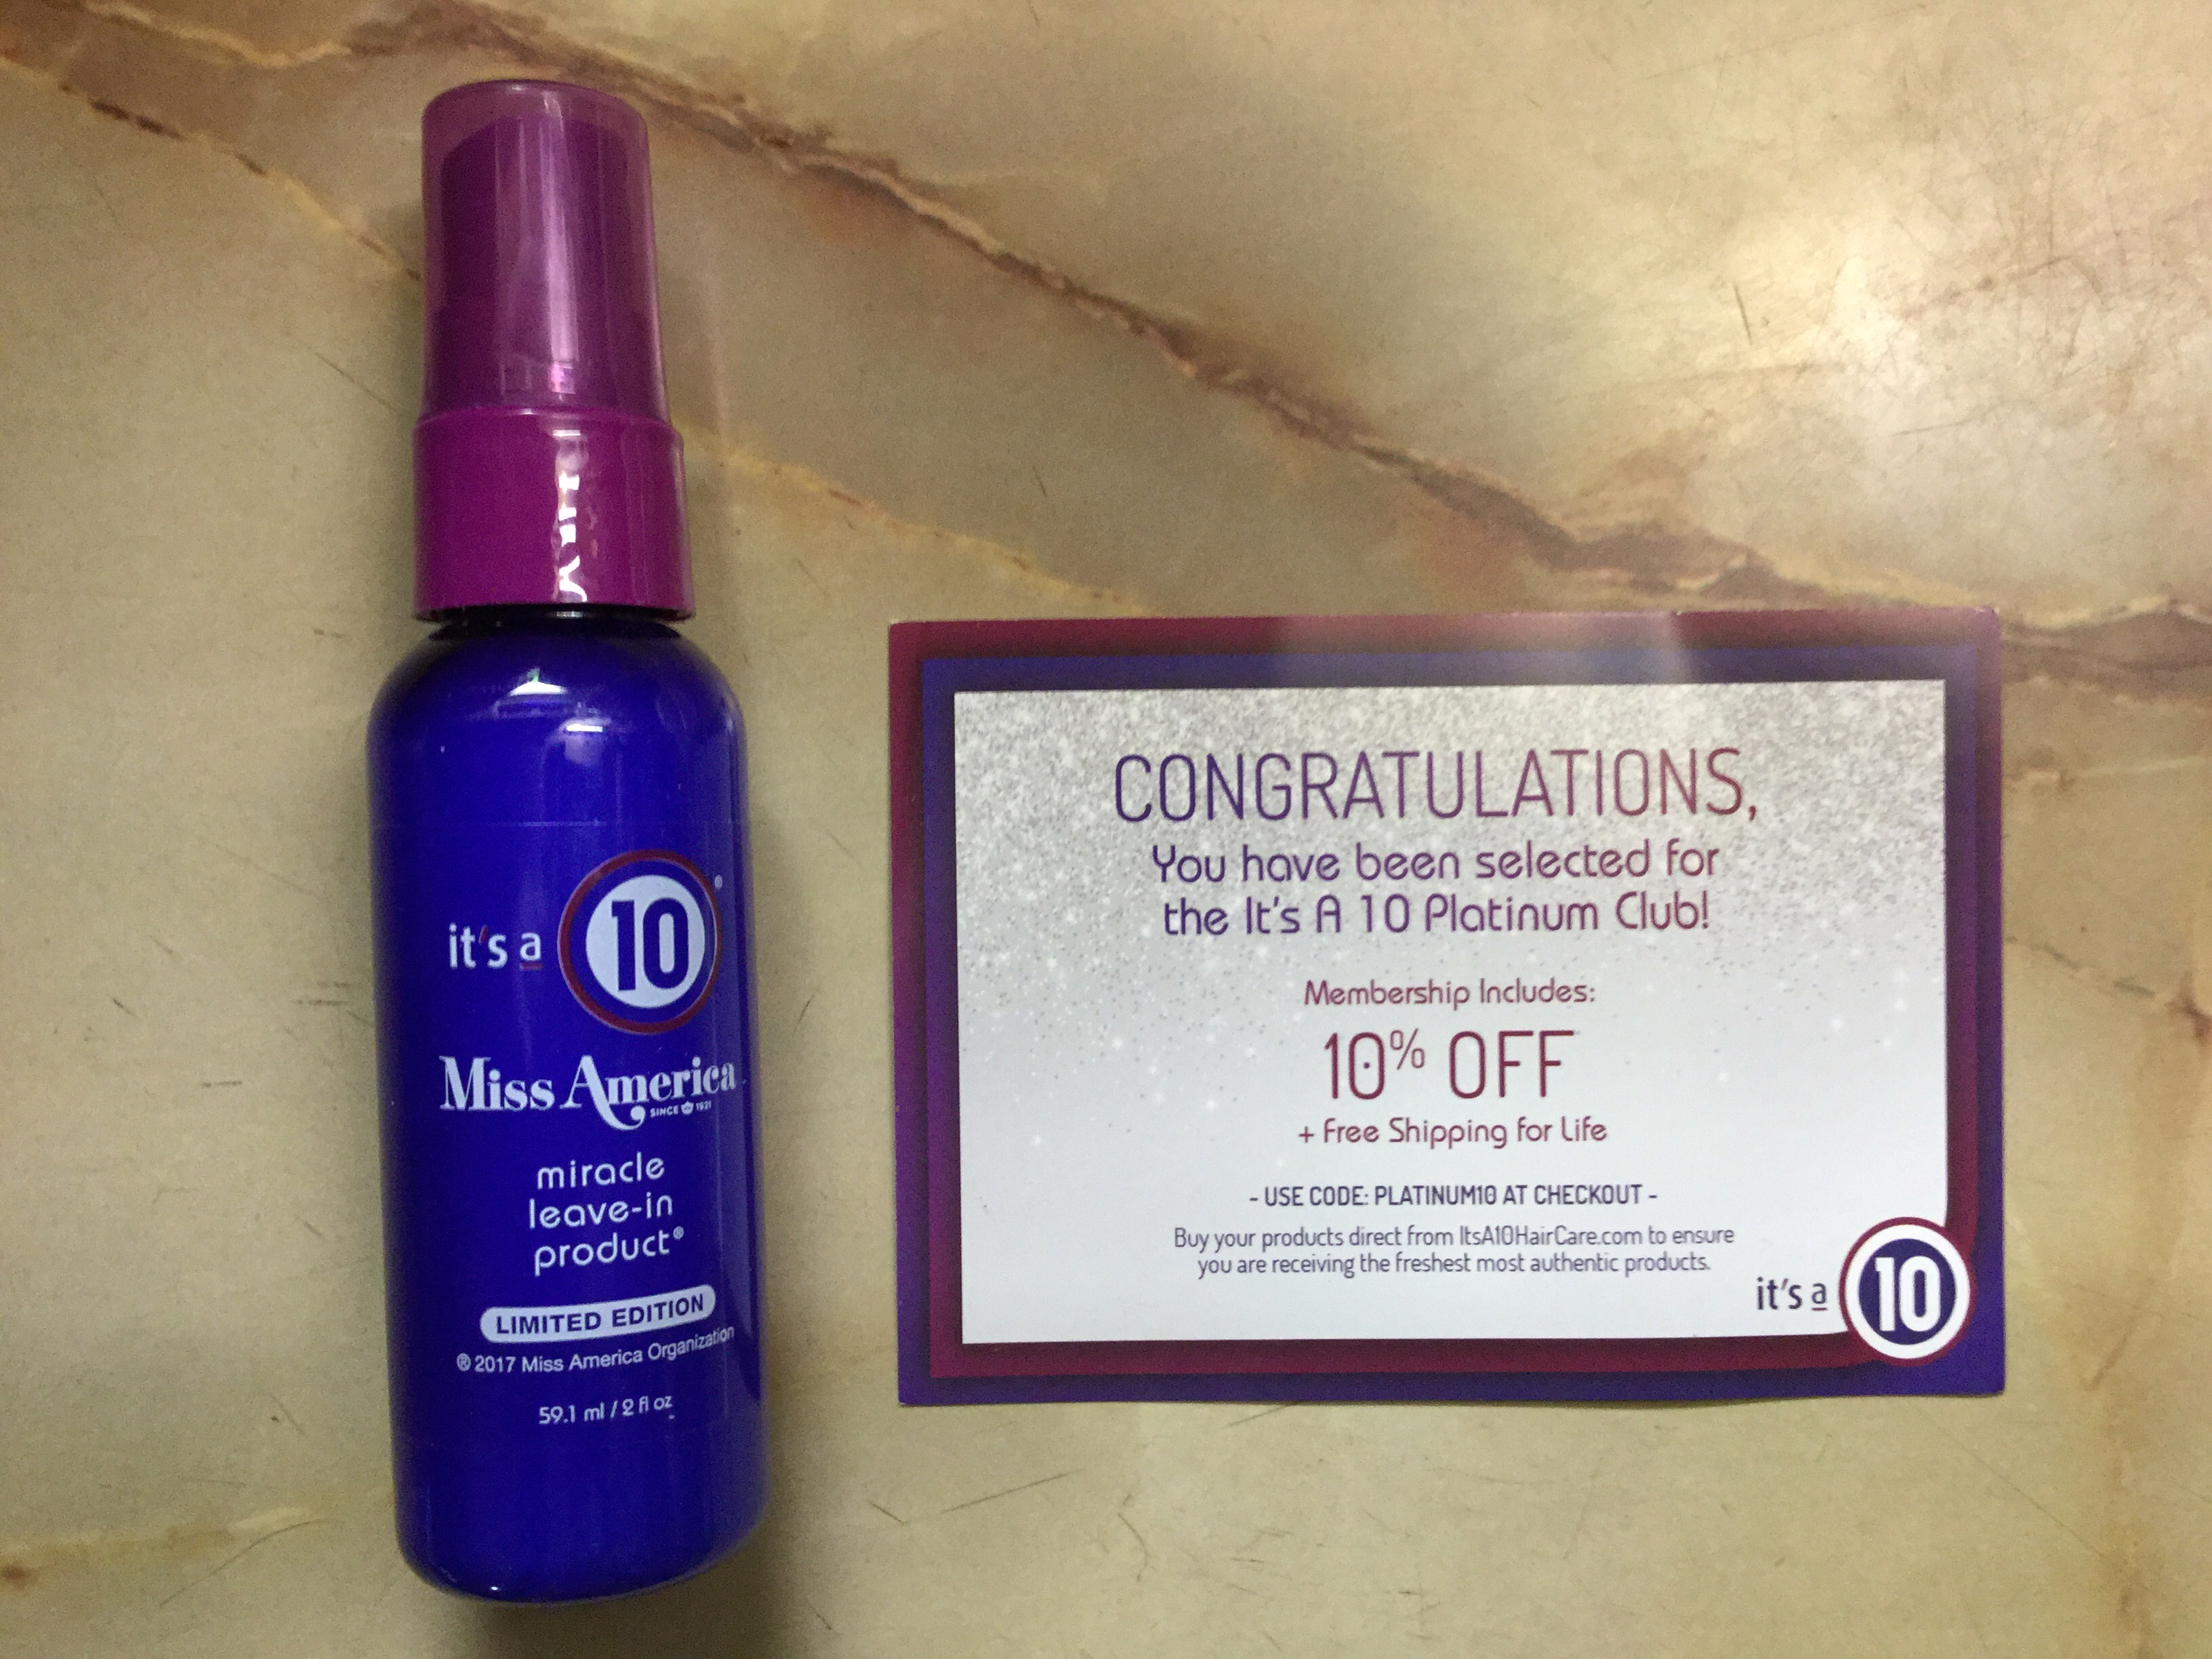 it's a 10®
Miss America
SINCE 1921
miracle
leave-in
product®
LIMITED EDITION
® 2017 Miss America Organization
59.1 ml / 2 fl oz
CONGRATULATIONS,
You have been selected for
the It's A 10 Platinum Club!
Membership Includes:
10% OFF
+ Free Shipping for Life
- USE CODE: PLATINUM10 AT CHECKOUT -
Buy your products direct from ItsA10HairCare.com to ensure
you are receiving the freshest most authentic products.
it's a 10